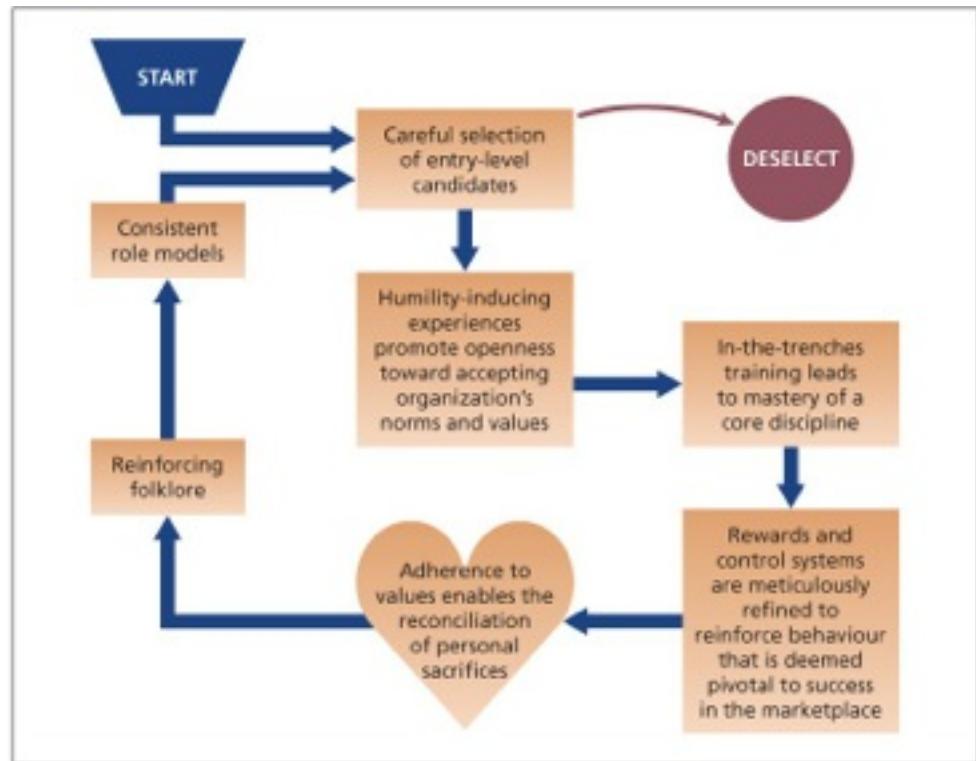 START
Careful selection
of entry-level
candidates
DESELECT
Consistent
role models
Humility-inducing
experiences
promote openness
toward accepting
organization's
norms and values
In-the-trenches
training leads
to mastery of a
core discipline
Reinforcing
folklore
Adherence to
values enables the
reconciliation
of personal
sacrifices
Rewards and
control systems
are meticulously
refined to
reinforce behaviour
that is deemed
pivotal to success
in the marketplace